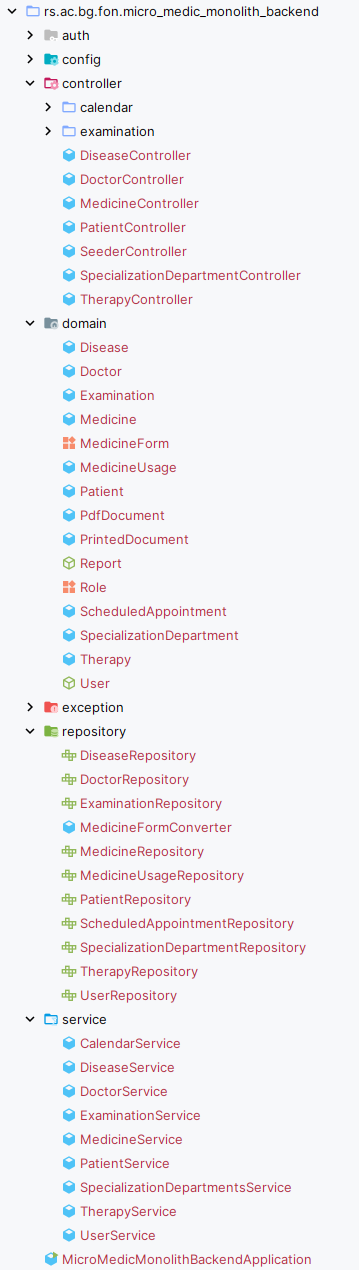 rs.ac.bg.fon.micro_medic_monolith_backend
auth
config
controller
calendar
examination
DiseaseController
DoctorController
MedicineController
PatientController
SeederController
SpecializationDepartmentController
TherapyController
domain
Disease
Doctor
Examination
Medicine
MedicineForm
MedicineUsage
Patient
PdfDocument
PrintedDocument
Report
Role
ScheduledAppointment
SpecializationDepartment
Therapy
User
exception
repository
DiseaseRepository
DoctorRepository
ExaminationRepository
MedicineFormConverter
MedicineRepository
MedicineUsageRepository
PatientRepository
ScheduledAppointmentRepository
SpecializationDepartmentRepository
TherapyRepository
UserRepository
service
CalendarService
DiseaseService
DoctorService
ExaminationService
MedicineService
PatientService
SpecializationDepartmentsService
TherapyService
UserService
MicroMedicMonolithBackendApplication